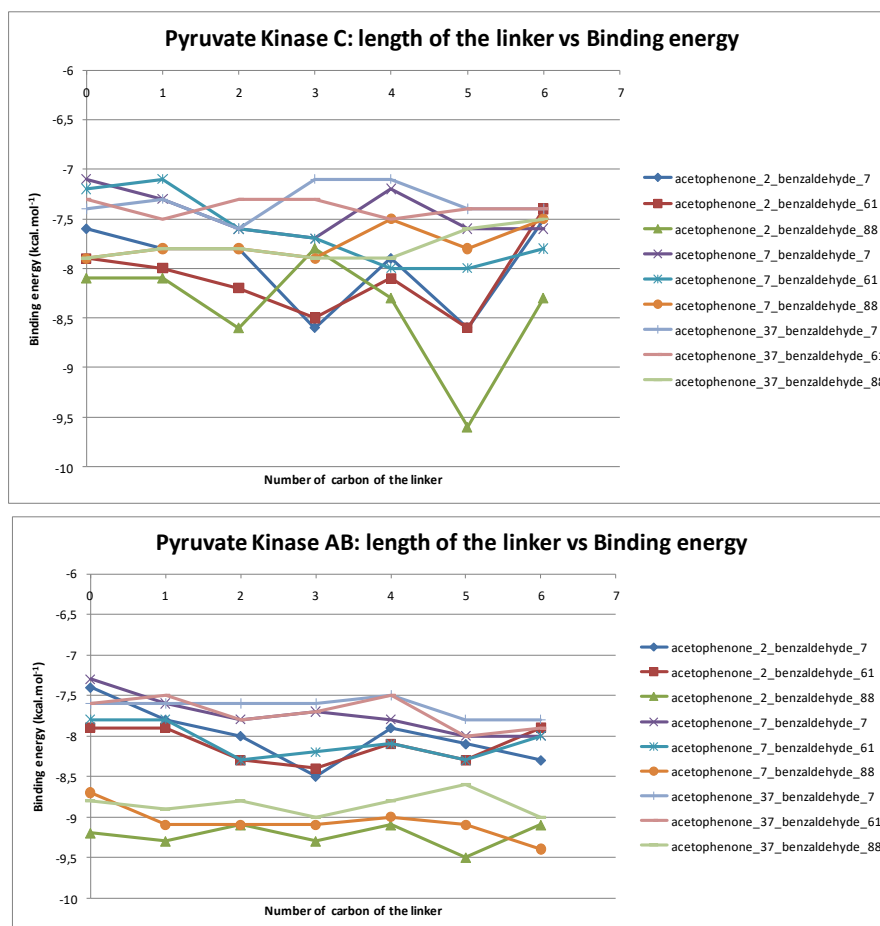 Pyruvate Kinase C: length of the linker vs Binding energy
-6
0 1 2 3 4 5 6 7
-6,5
-7
-7,5
-8
-8,5
-9
-9,5
-10
Binding energy (kcal.mol-1)
Number of carbon of the linker
acetophenone_2_benzaldehyde_7
acetophenone_2_benzaldehyde_61
acetophenone_2_benzaldehyde_88
acetophenone_7_benzaldehyde_7
acetophenone_7_benzaldehyde_61
acetophenone_7_benzaldehyde_88
acetophenone_37_benzaldehyde_7
acetophenone_37_benzaldehyde_61
acetophenone_37_benzaldehyde_88
Pyruvate Kinase AB: length of the linker vs Binding energy
-6
0 1 2 3 4 5 6 7
-6,5
-7
-7,5
-8
-8,5
-9
-9,5
-10
Binding energy (kcal.mol-1)
Number of carbon of the linker
acetophenone_2_benzaldehyde_7
acetophenone_2_benzaldehyde_61
acetophenone_2_benzaldehyde_88
acetophenone_7_benzaldehyde_7
acetophenone_7_benzaldehyde_61
acetophenone_7_benzaldehyde_88
acetophenone_37_benzaldehyde_7
acetophenone_37_benzaldehyde_61
acetophenone_37_benzaldehyde_88